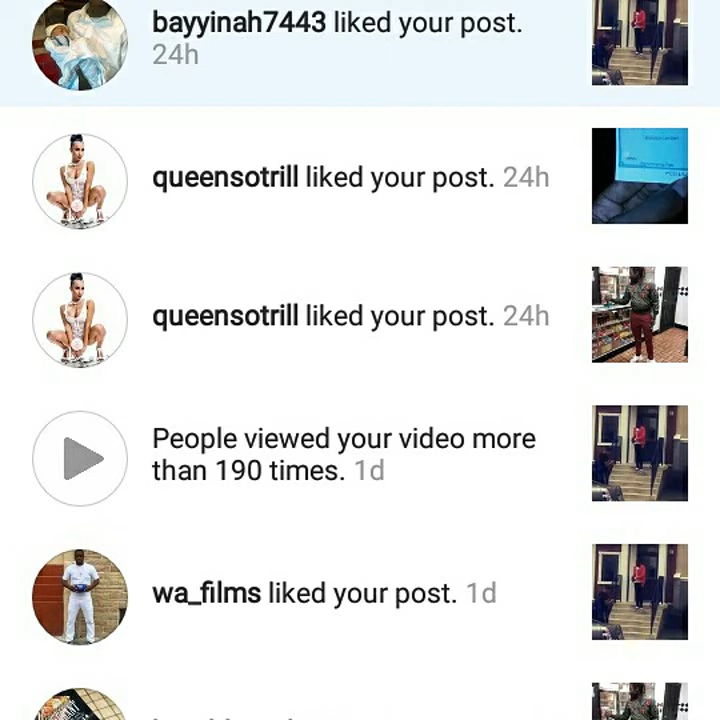 bayyinah7443 liked your post.
24h
queensotrill liked your post. 24h
queensotrill liked your post. 24h
People viewed your video more
than 190 times. 1d
wa_films liked your post. 1d